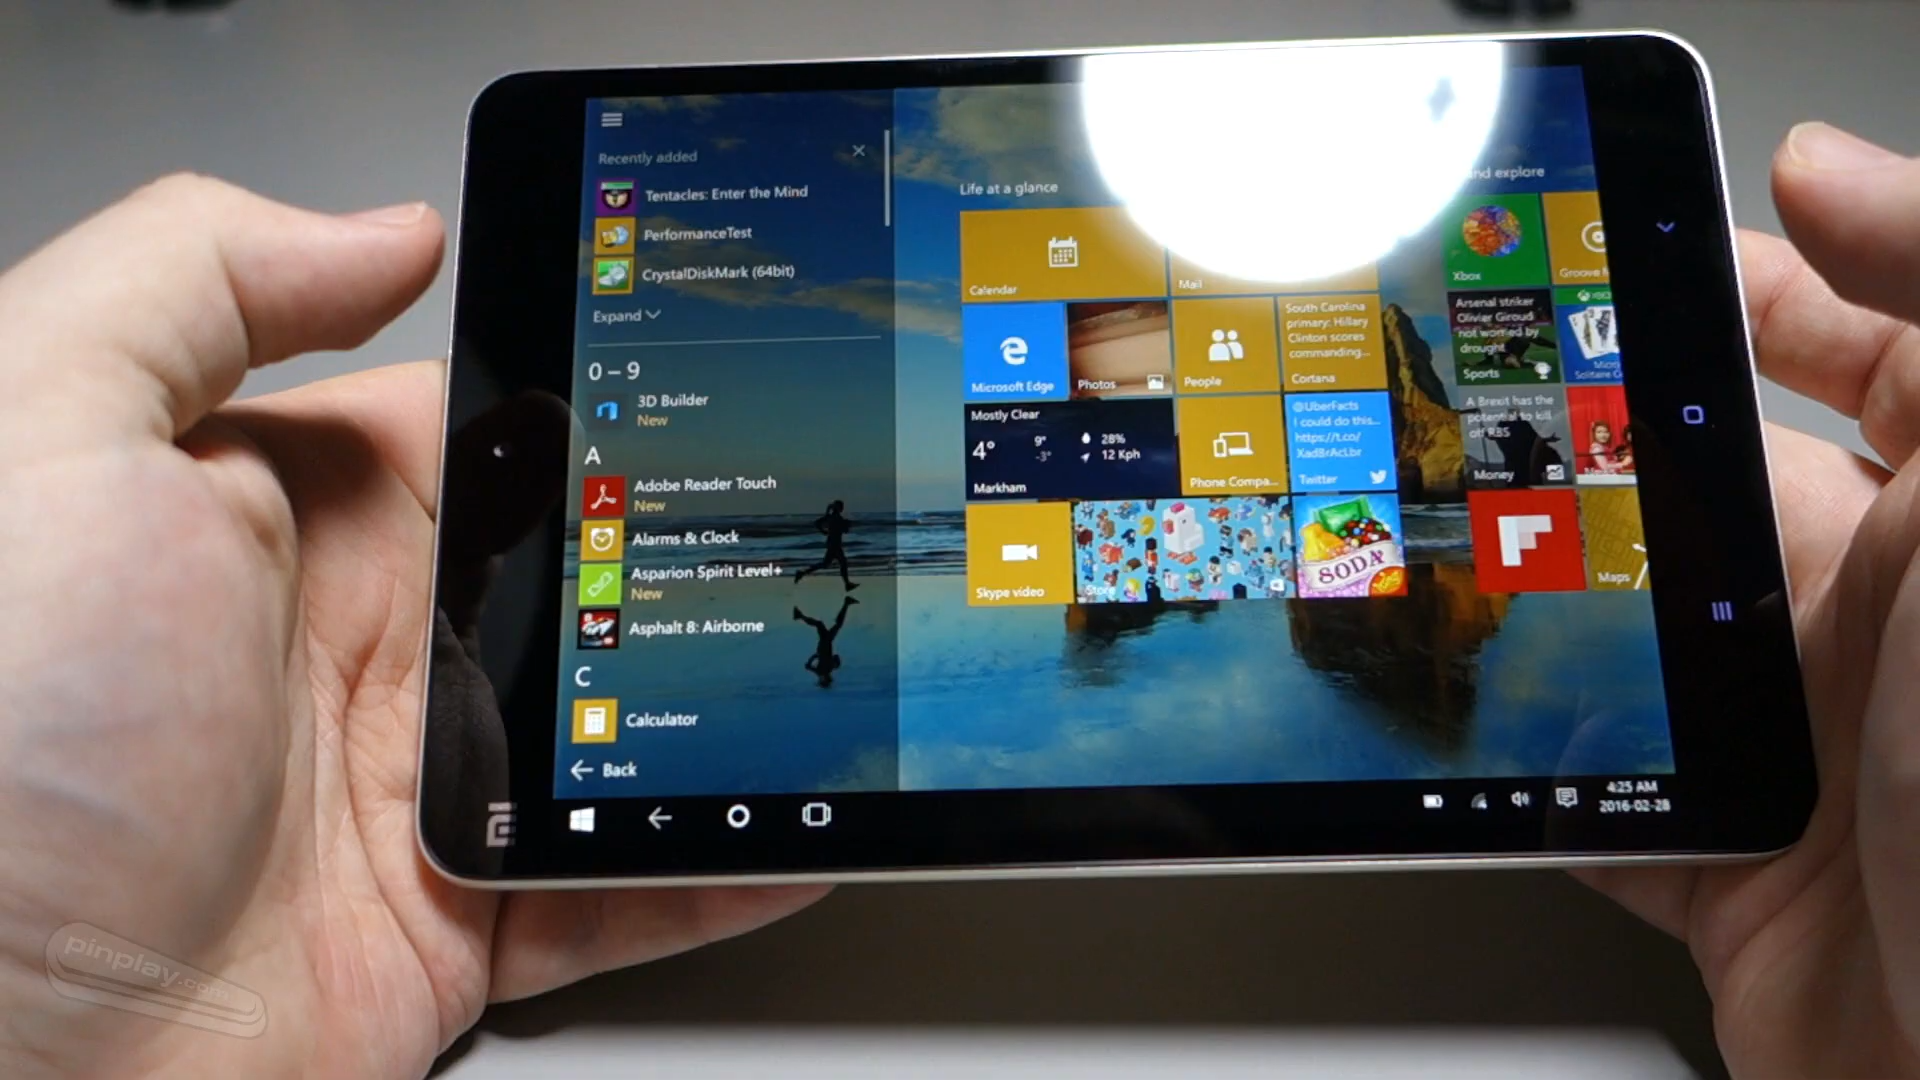 Recently added
Tentacles: Enter the Mind
PerformanceTest
CrystalDiskMark (64bit)
Expand
0 – 9
3D Builder
New
A
Adobe Reader Touch
New
Alarms & Clock
Asparion Spirit Level+
New
Asphalt 8: Airborne
C
Calculator
Back
Life at a glance
Calendar
Mail
Microsoft Edge
Photos
People
South Carolina
primary: Hillary
Clinton scores
commanding...
Cortana
Mostly Clear
4°
9°
-3°
28%
12 Kph
Markham
Phone Compa...
@UberFacts
I could do this...
https://t.co/
Xad8rAcLbr
Twitter
Skype video
Store
SODA
and explore
Xbox
Groove
Arsenal striker
Olivier Giroud
not worried by
drought
Sports
Solitaire
A Brexit has the
potential to kill
off RBS
Money
Maps
4:25 AM
2016-02-28
pinplay.com